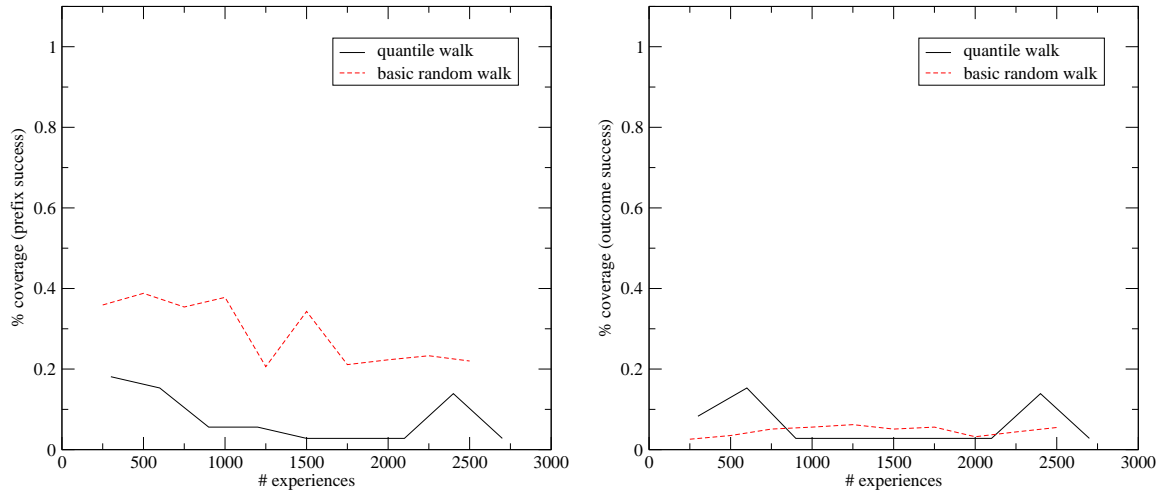 1
0.8
0.6
0.4
0.2
0
% coverage (prefix success)
quantile walk
basic random walk
0 500 1000 1500 2000 2500 3000
# experiences
1
0.8
0.6
0.4
0.2
0
% coverage (outcome success)
quantile walk
basic random walk
0 500 1000 1500 2000 2500 3000
# experiences